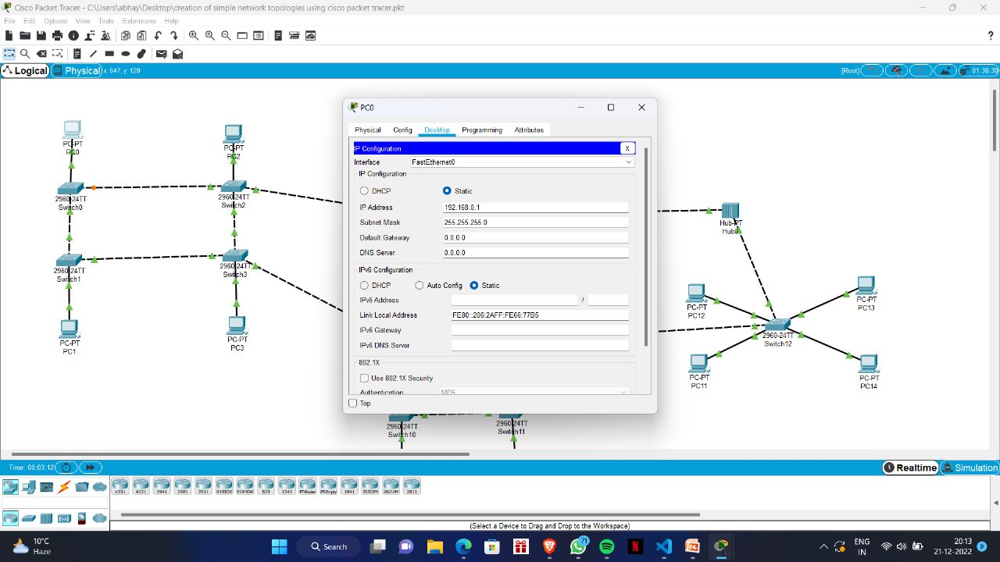 Cisco Packet Tracer - C:\Users\abhay\Desktop\creation of simple network topologies using cisco packet tracer.pkt
File Edit Options View Tools Extensions Help
?
Logical Physical x: 647, y: 129 [Root] 01:36:30
PC0
Physical Config Desktop Programming Attributes
IP Configuration X
Interface FastEthernet0
IP Configuration
DHCP Static
IP Address 192.168.0.1
Subnet Mask 255.255.255.0
Default Gateway 0.0.0.0
DNS Server 0.0.0.0
IPv6 Configuration
DHCP Auto Config Static
IPv6 Address /
Link Local Address FE80::206:2AFF:FE66:77B5
IPv6 Gateway
IPv6 DNS Server
802.1X
Use 802.1X Security
Authentication MD5
Top
PC-PT
PC0
PC-PT
PC2
2960-24TT
Switch0
2960-24TT
Switch2
2960-24TT
Switch1
2960-24TT
Switch3
PC-PT
PC1
PC-PT
PC3
Hub-PT
PC-PT
PC12
PC-PT
PC13
2960-24TT
Switch12
PC-PT
PC11
PC-PT
PC14
2960-24TT
Switch10
2960-24TT
Switch11
Time: 00:03:12 Realtime Simulation
4331 4321 1941 2901 2911 819IOX 819HGW 829 1240 PT-Router PT-Empty 1841 2620XM 2621XM 2811
(Select a Device to Drag and Drop to the Workspace)
10°C
Haze
Search
71
ENG
IN
20:13
21-12-2022
9